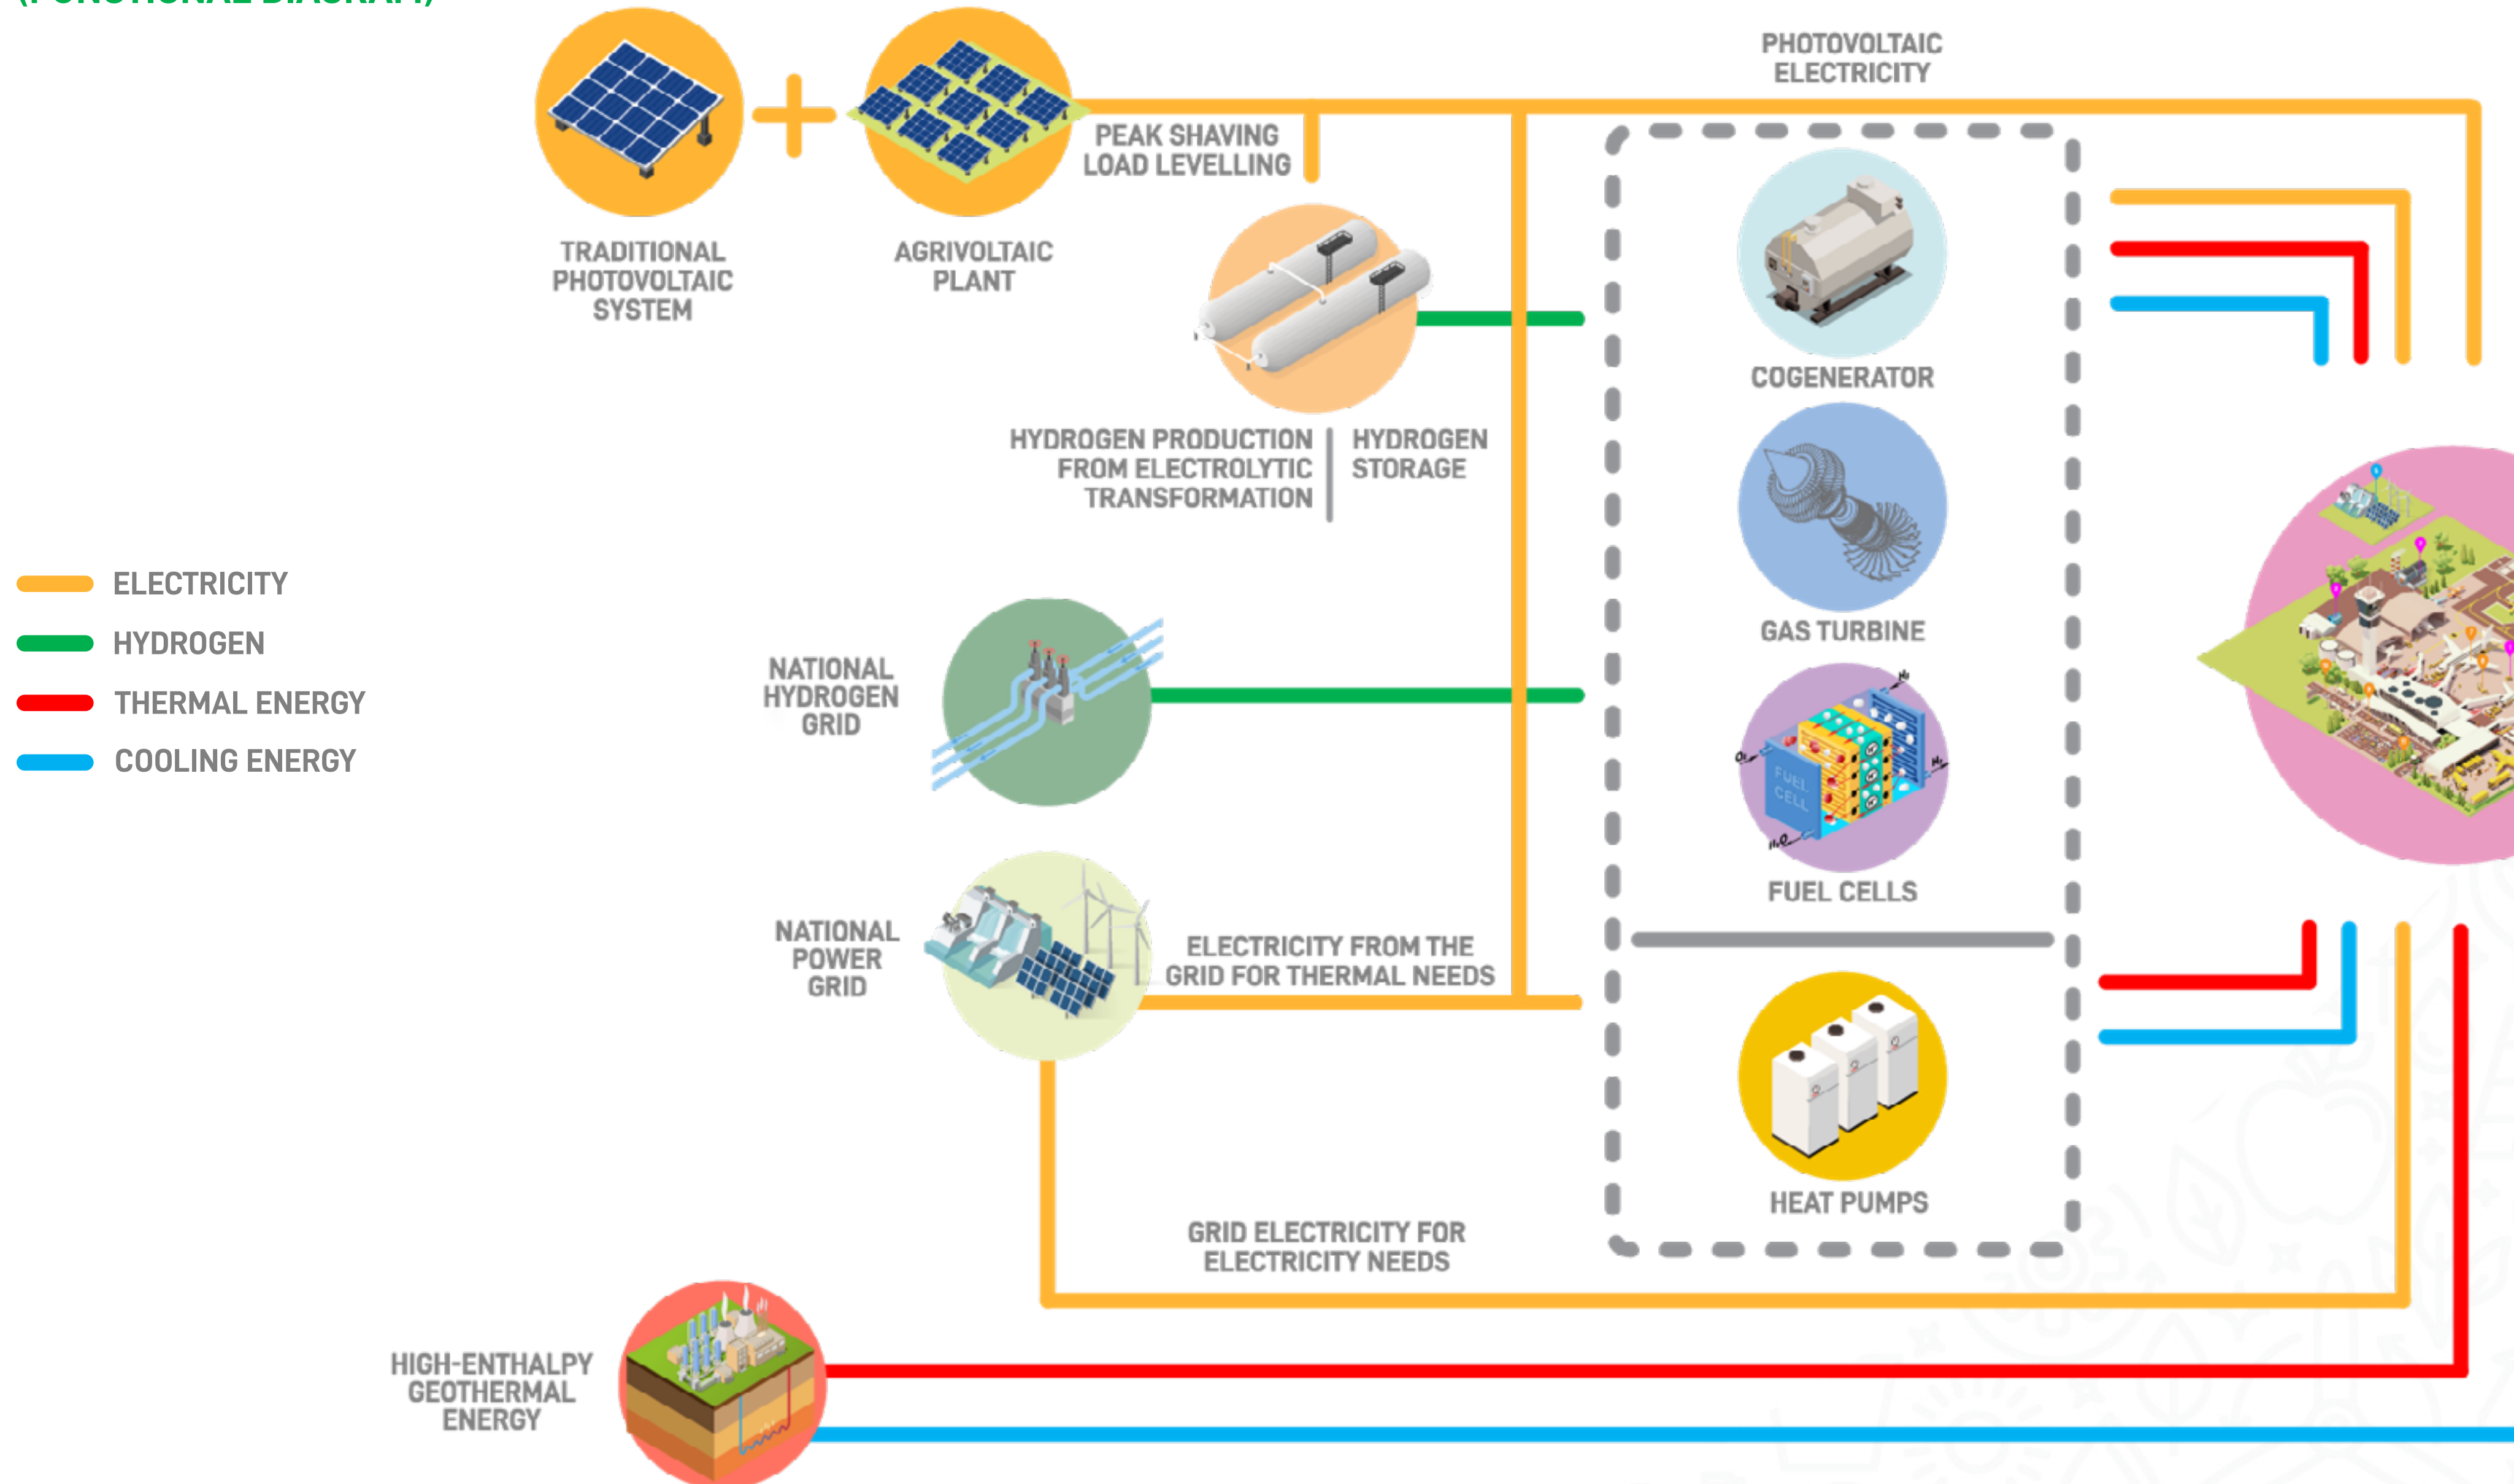 PHOTOVOLTAIC
ELECTRICITY
PEAK SHAVING
LOAD LEVELLING
TRADITIONAL
PHOTOVOLTAIC
SYSTEM
AGRIVOLTAIC
PLANT
COGENERATOR
HYDROGEN PRODUCTION
FROM ELECTROLYTIC
TRANSFORMATION
HYDROGEN
STORAGE
GAS TURBINE
ELECTRICITY
HYDROGEN
THERMAL ENERGY
COOLING ENERGY
NATIONAL
HYDROGEN
GRID
FUEL
CELL
FUEL CELLS
NATIONAL
POWER
GRID
ELECTRICITY FROM THE
GRID FOR THERMAL NEEDS
HEAT PUMPS
GRID ELECTRICITY FOR
ELECTRICITY NEEDS
HIGH-ENTHALPY
GEOTHERMAL
ENERGY